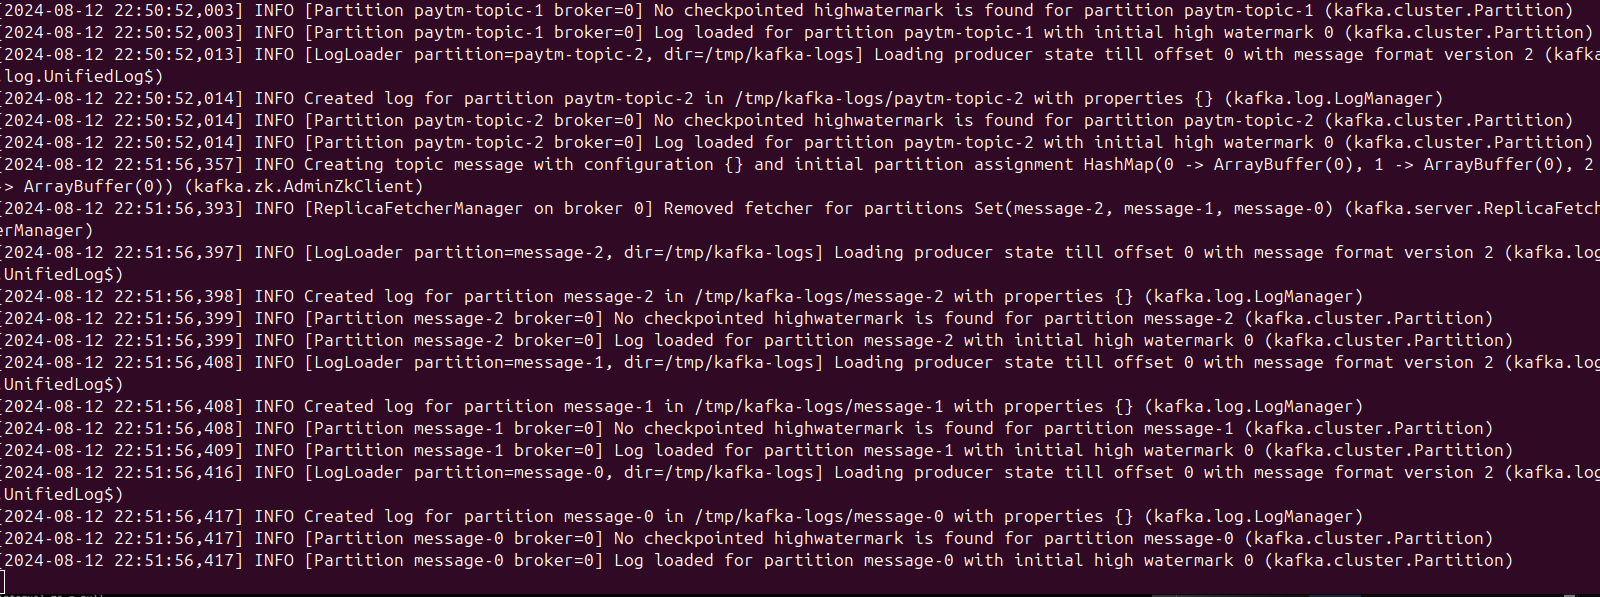 [2024-08-12 22:50:52,003] INFO [Partition paytm-topic-1 broker=0] No checkpointed highwatermark is found for partition paytm-topic-1 (kafka.cluster.Partition)
[2024-08-12 22:50:52,003] INFO [Partition paytm-topic-1 broker=0] Log loaded for partition paytm-topic-1 with initial high watermark 0 (kafka.cluster.Partition)
[2024-08-12 22:50:52,013] INFO [LogLoader partition=paytm-topic-2, dir=/tmp/kafka-logs] Loading producer state till offset 0 with message format version 2 (kafka
.log.UnifiedLog$)
[2024-08-12 22:50:52,014] INFO Created log for partition paytm-topic-2 in /tmp/kafka-logs/paytm-topic-2 with properties {} (kafka.log.LogManager)
[2024-08-12 22:50:52,014] INFO [Partition paytm-topic-2 broker=0] No checkpointed highwatermark is found for partition paytm-topic-2 (kafka.cluster.Partition)
[2024-08-12 22:50:52,014] INFO [Partition paytm-topic-2 broker=0] Log loaded for partition paytm-topic-2 with initial high watermark 0 (kafka.cluster.Partition)
[2024-08-12 22:51:56,357] INFO Creating topic message with configuration {} and initial partition assignment HashMap(0 -> ArrayBuffer(0), 1 -> ArrayBuffer(0), 2
-> ArrayBuffer(0)) (kafka.zk.AdminZkClient)
[2024-08-12 22:51:56,393] INFO [ReplicaFetcherManager on broker 0] Removed fetcher for partitions Set(message-2, message-1, message-0) (kafka.server.ReplicaFetch
erManager)
[2024-08-12 22:51:56,397] INFO [LogLoader partition=message-2, dir=/tmp/kafka-logs] Loading producer state till offset 0 with message format version 2 (kafka.log
.UnifiedLog$)
[2024-08-12 22:51:56,398] INFO Created log for partition message-2 in /tmp/kafka-logs/message-2 with properties {} (kafka.log.LogManager)
[2024-08-12 22:51:56,399] INFO [Partition message-2 broker=0] No checkpointed highwatermark is found for partition message-2 (kafka.cluster.Partition)
[2024-08-12 22:51:56,399] INFO [Partition message-2 broker=0] Log loaded for partition message-2 with initial high watermark 0 (kafka.cluster.Partition)
[2024-08-12 22:51:56,408] INFO [LogLoader partition=message-1, dir=/tmp/kafka-logs] Loading producer state till offset 0 with message format version 2 (kafka.log
.UnifiedLog$)
[2024-08-12 22:51:56,408] INFO Created log for partition message-1 in /tmp/kafka-logs/message-1 with properties {} (kafka.log.LogManager)
[2024-08-12 22:51:56,408] INFO [Partition message-1 broker=0] No checkpointed highwatermark is found for partition message-1 (kafka.cluster.Partition)
[2024-08-12 22:51:56,409] INFO [Partition message-1 broker=0] Log loaded for partition message-1 with initial high watermark 0 (kafka.cluster.Partition)
[2024-08-12 22:51:56,416] INFO [LogLoader partition=message-0, dir=/tmp/kafka-logs] Loading producer state till offset 0 with message format version 2 (kafka.log
.UnifiedLog$)
[2024-08-12 22:51:56,417] INFO Created log for partition message-0 in /tmp/kafka-logs/message-0 with properties {} (kafka.log.LogManager)
[2024-08-12 22:51:56,417] INFO [Partition message-0 broker=0] No checkpointed highwatermark is found for partition message-0 (kafka.cluster.Partition)
[2024-08-12 22:51:56,417] INFO [Partition message-0 broker=0] Log loaded for partition message-0 with initial high watermark 0 (kafka.cluster.Partition)